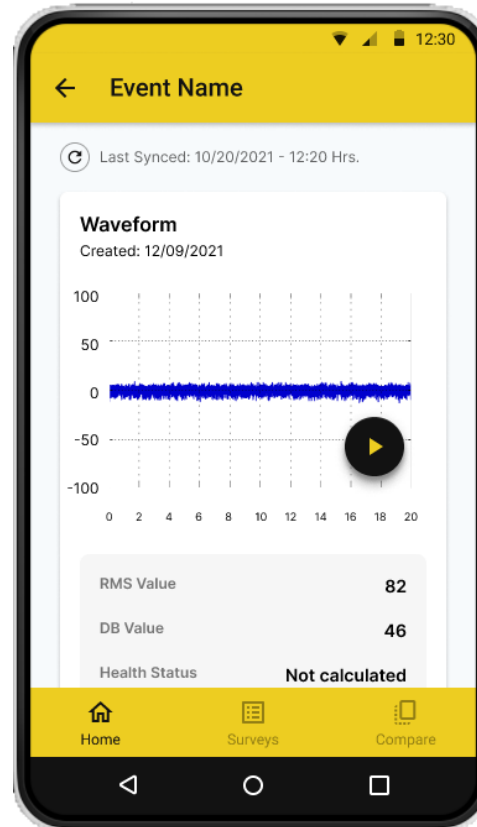 12:30
Event Name
Last Synced: 10/20/2021 - 12:20 Hrs.
Waveform
Created: 12/09/2021
100
50
0
-50
-100
0 2 4 6 8 10 12 14 16 18 20
RMS Value 82
DB Value 46
Health Status Not calculated
Home Surveys Compare